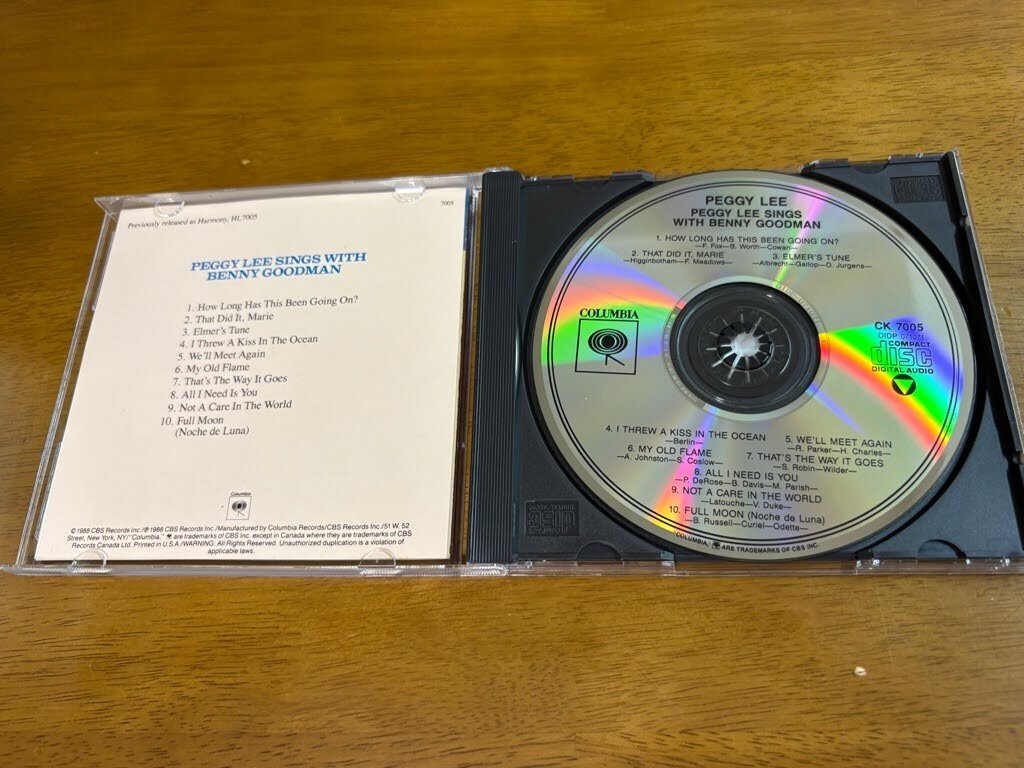 Previously released as Harmony, HL7005
7005
PEGGY LEE SINGS WITH
BENNY GOODMAN
1. How Long Has This Been Going On?
2. That Did It, Marie
3. Elmer's Tune
4. I Threw A Kiss In The Ocean
5. We'll Meet Again
6. My Old Flame
7. That's The Way It Goes
8. All I Need Is You
9. Not A Care In The World
10. Full Moon
(Noche de Luna)
Columbia
© 1988 CBS Records Inc./℗ 1988 CBS Records Inc./Manufactured by Columbia Records/CBS Records Inc./51 W. 52
Street, New York, NY/"Columbia," are trademarks of CBS Inc. except in Canada where they are trademarks of CBS
Records Canada Ltd. Printed in U.S.A./WARNING: All Rights Reserved. Unauthorized duplication is a violation of
applicable laws.
PEGGY LEE
PEGGY LEE SINGS
WITH BENNY GOODMAN
1. HOW LONG HAS THIS BEEN GOING ON?
—F. Fox—B. Worth—Cowan—
2. THAT DID IT, MARIE 3. ELMER'S TUNE
—Higginbotham—F. Meadows— —Albrecht—Gallop—D. Jurgens—
COLUMBIA
CK 7005
DIDP 071071
COMPACT
disc
DIGITAL AUDIO
4. I THREW A KISS IN THE OCEAN 5. WE'LL MEET AGAIN
—Berlin— —R. Parker—H. Charles—
6. MY OLD FLAME 7. THAT'S THE WAY IT GOES
—A. Johnston—S. Coslow— —S. Robin—Wilder—
8. ALL I NEED IS YOU
—P. DeRose—B. Davis—M. Parish—
9. NOT A CARE IN THE WORLD
—Latouche—V. Duke—
10. FULL MOON (Noche de Luna)
—B. Russell—Curiel—Odette—
"COLUMBIA," ARE TRADEMARKS OF CBS INC.